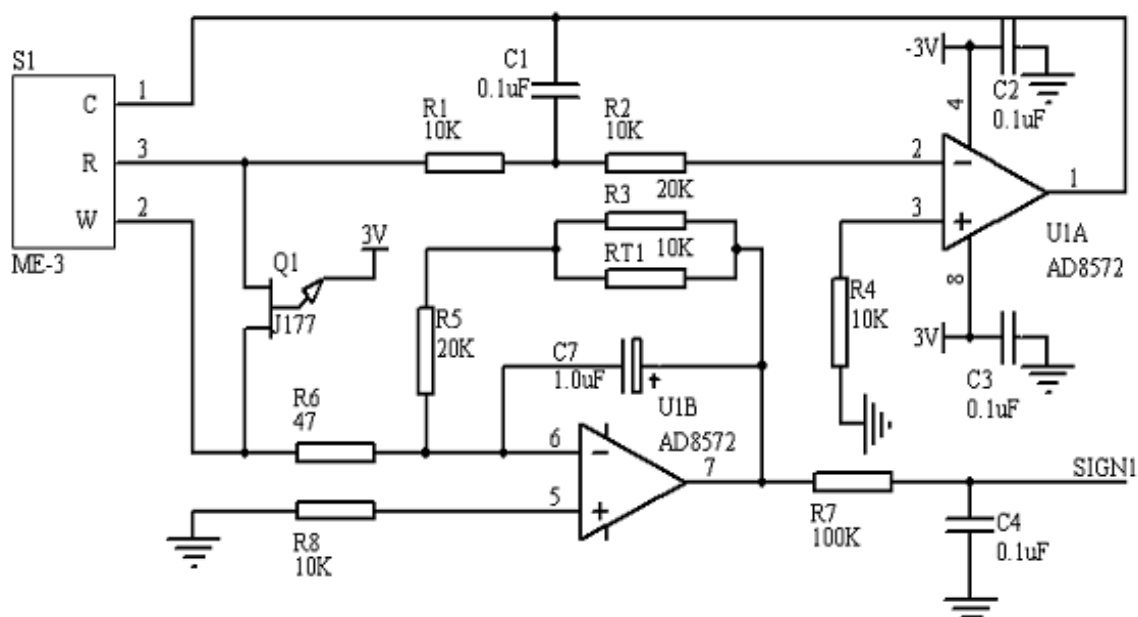 S1
C
1
R
3
W
2
ME-3
C1
0.1uF
R1
10K
R2
10K
-3V
4
C2
0.1uF
2
3
1
U1A
AD8572
8
3V
C3
0.1uF
R4
10K
20K
R3
10K
RT1
3V
Q1
J177
R5
20K
C7
1.0uF
U1B
AD8572
R6
47
6
5
7
R8
10K
R7
100K
SIGN1
C4
0.1uF